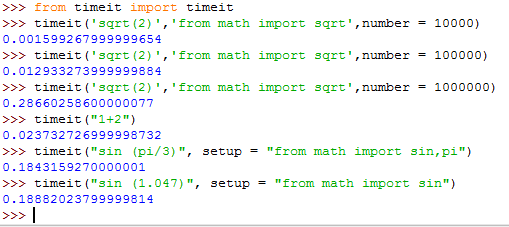 >>> from timeit import timeit
>>> timeit('sqrt(2)','from math import sqrt',number = 10000)
0.001599267999999654
>>> timeit('sqrt(2)','from math import sqrt',number = 100000)
0.012933273999999884
>>> timeit('sqrt(2)','from math import sqrt',number = 1000000)
0.28660258600000077
>>> timeit("1+2")
0.023732726999998732
>>> timeit("sin (pi/3)", setup = "from math import sin,pi")
0.1843159270000001
>>> timeit("sin (1.047)", setup = "from math import sin")
0.18882023799999814
>>>